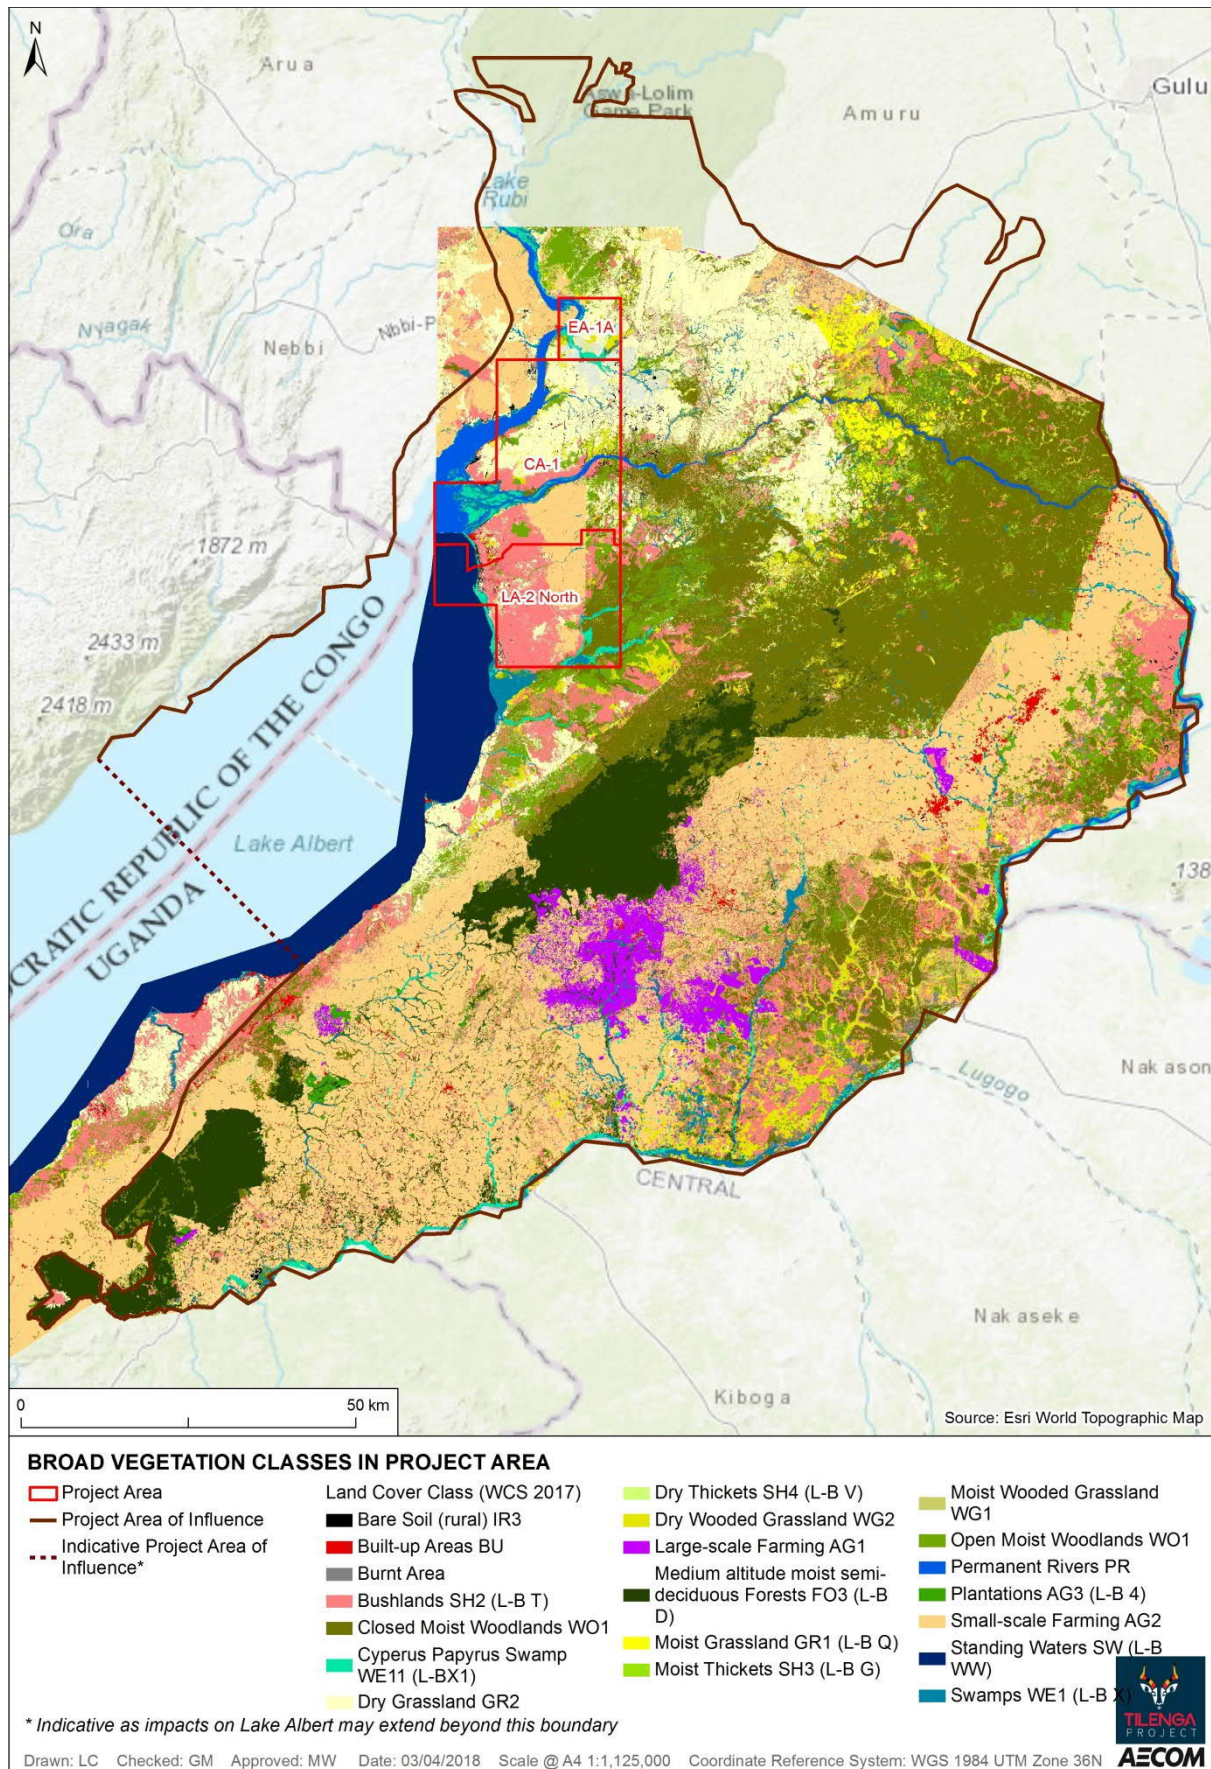 N
Arua
Aswa-Lolim
Game Park
Amuru
Gulu
Lake
Rubi
Ora
Nyagak
Nebbi
EA-1A
CA-1
1872 m
LA-2 North
2433 m
2418 m
OCRATIC REPUBLIC OF THE CONGO
UGANDA
Lake Albert
138
Nakason
Lugogo
CENTRAL
Nakaseke
Kiboga
0
50 km
Source: Esri World Topographic Map
BROAD VEGETATION CLASSES IN PROJECT AREA
Project Area
Project Area of Influence
Indicative Project Area of
Influence*
Land Cover Class (WCS 2017)
Bare Soil (rural) IR3
Built-up Areas BU
Burnt Area
Bushlands SH2 (L-B T)
Closed Moist Woodlands WO1
Cyperus Papyrus Swamp
WE11 (L-BX1)
Dry Grassland GR2
Dry Thickets SH4 (L-B V)
Dry Wooded Grassland WG2
Large-scale Farming AG1
Medium altitude moist semi-
deciduous Forests FO3 (L-B
D)
Moist Grassland GR1 (L-B Q)
Moist Thickets SH3 (L-B G)
Moist Wooded Grassland
WG1
Open Moist Woodlands WO1
Permanent Rivers PR
Plantations AG3 (L-B 4)
Small-scale Farming AG2
Standing Waters SW (L-B
WW)
Swamps WE1 (L-B X)
* Indicative as impacts on Lake Albert may extend beyond this boundary
TILENGA
PROJECT
AECOM
Drawn: LC Checked: GM Approved: MW Date: 03/04/2018 Scale @ A4 1:1,125,000 Coordinate Reference System: WGS 1984 UTM Zone 36N